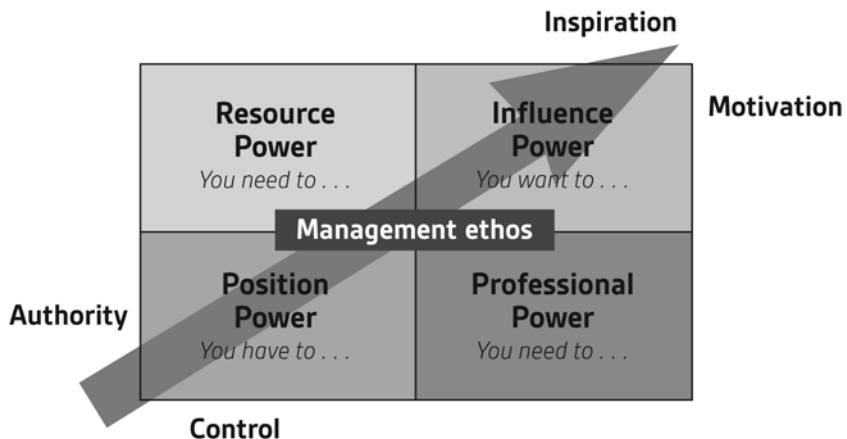 Inspiration
Motivation
Resource
Power
You need to . . .
Influence
Power
You want to . . .
Management ethos
Position
Power
You have to . . .
Professional
Power
You need to . . .
Authority
Control